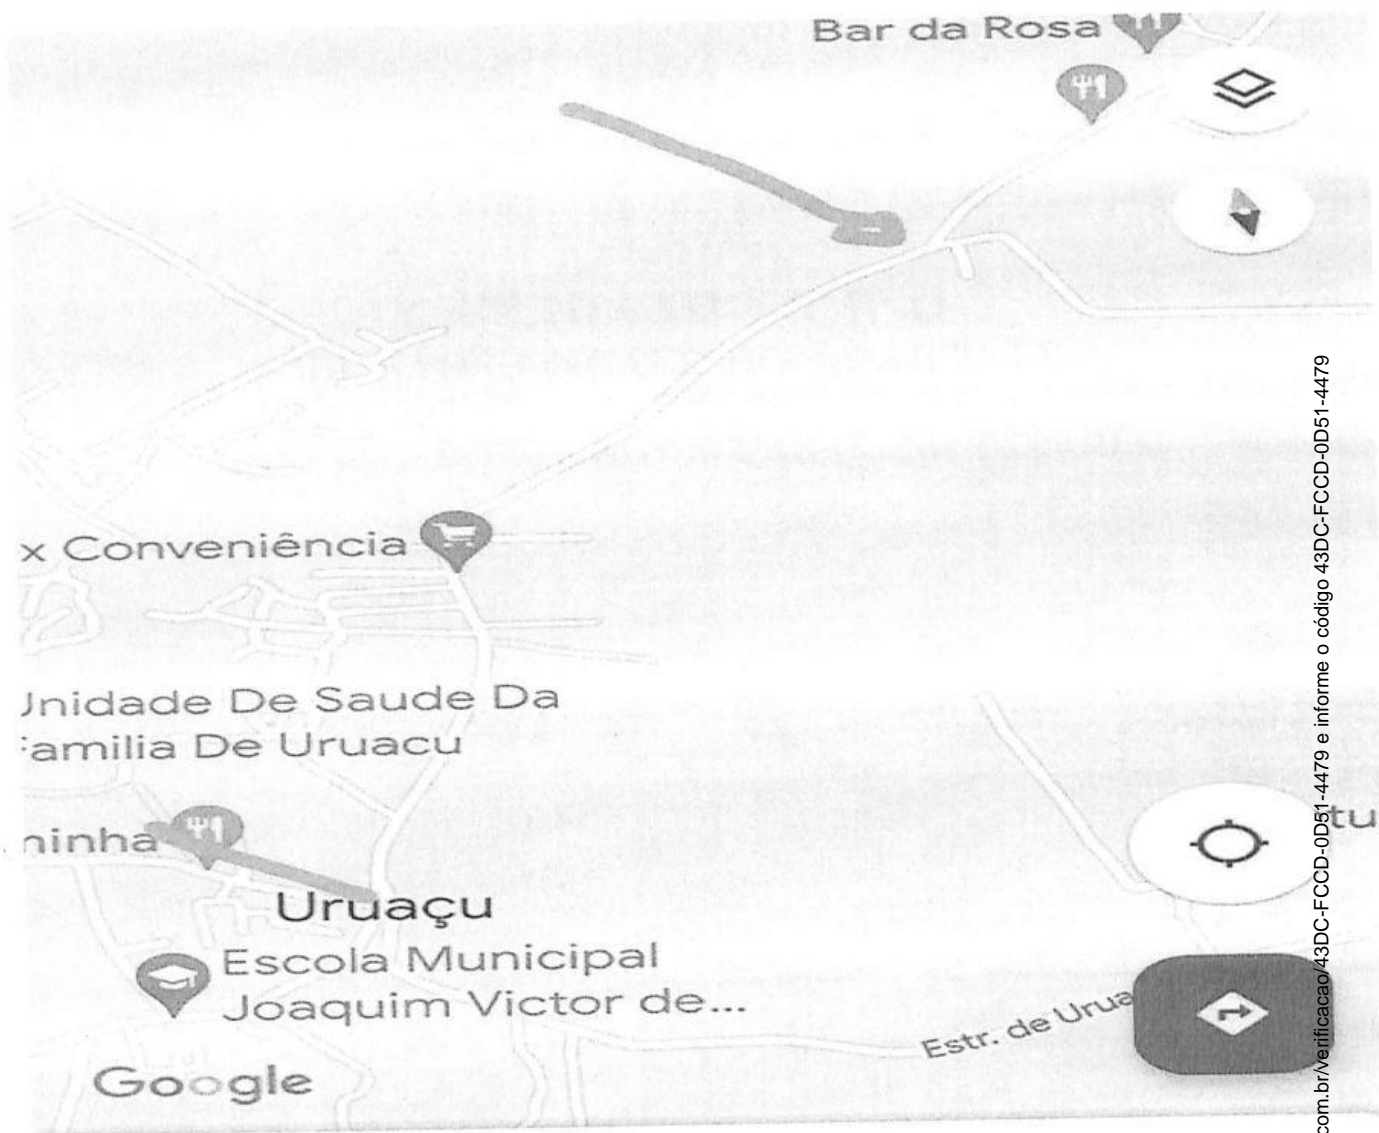 Bar da Rosa
x Conveniência
Unidade De Saude Da
Familia De Uruacu
ninha
Uruaçu
Escola Municipal
Joaquim Victor de...
Estr. de Urua
tu
Google
com.br/verificacao/43DC-FCCD-0D51-4479 e informe o código 43DC-FCCD-0D51-4479